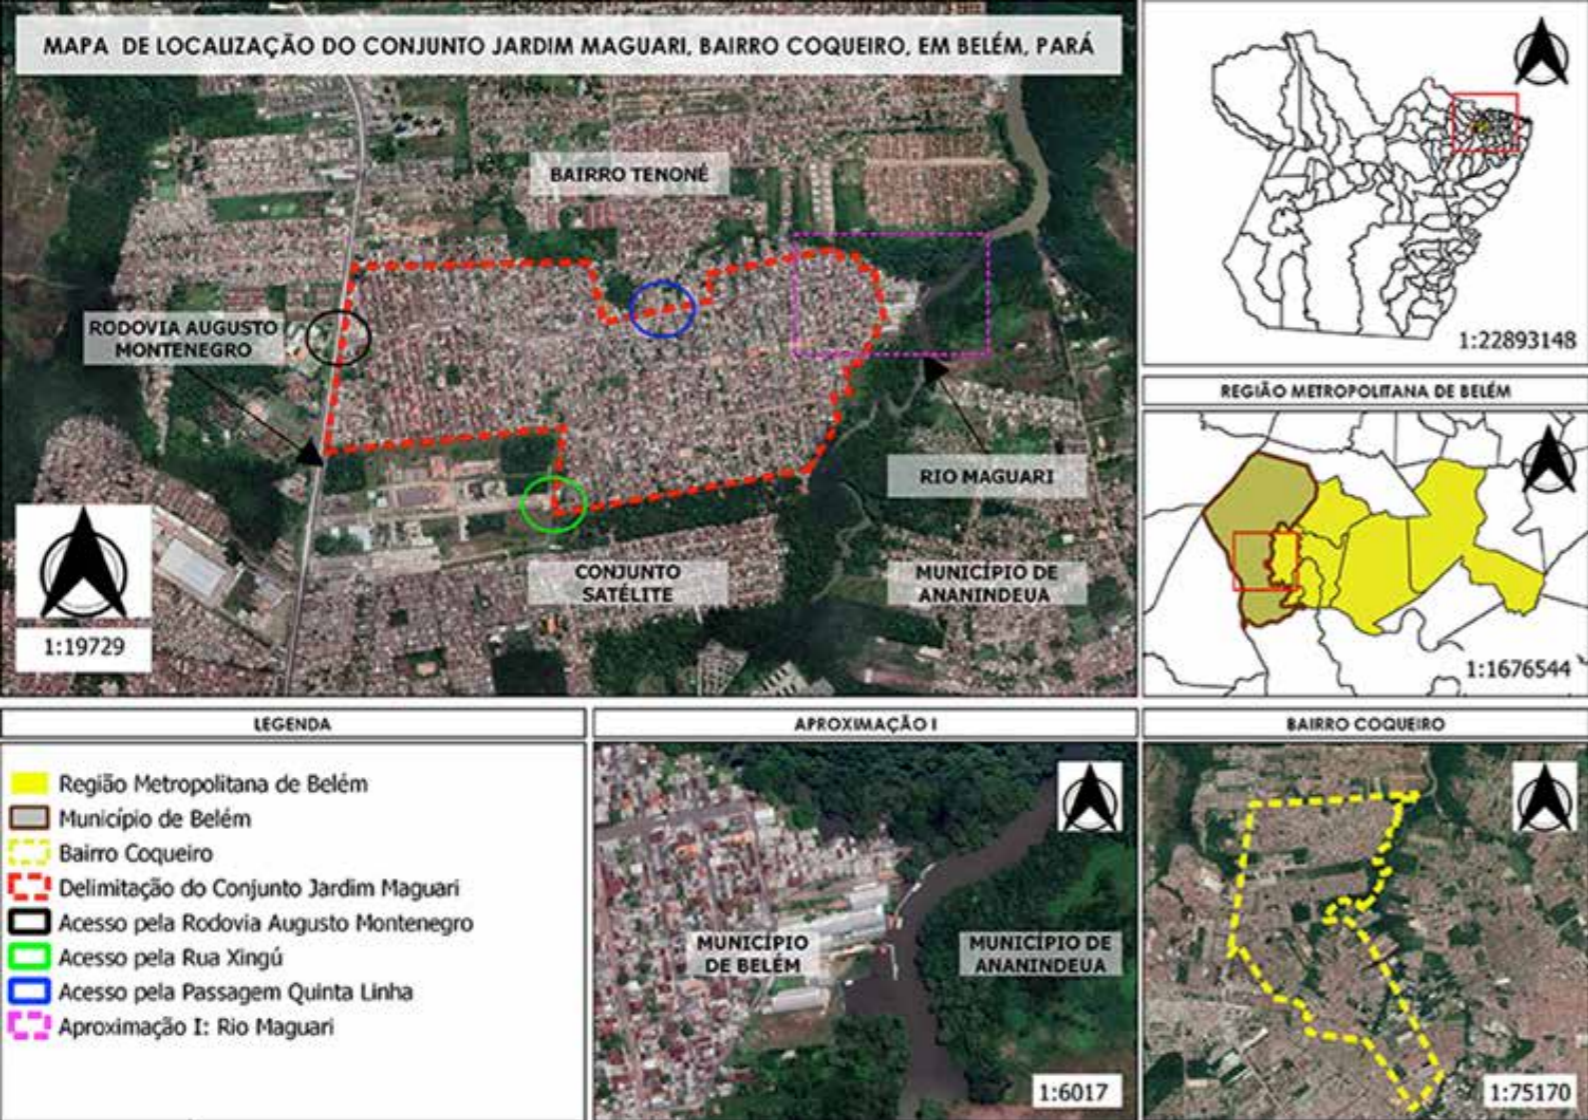 MAPA DE LOCALIZAÇÃO DO CONJUNTO JARDIM MAGUARI, BAIRRO COQUEIRO, EM BELÉM, PARÁ
BAIRRO TENONÉ
RODOVIA AUGUSTO
MONTENEGRO
RIO MAGUARI
CONJUNTO
SATÉLITE
MUNICÍPIO DE
ANANINDEUA
1:19729
1:22893148
REGIÃO METROPOLITANA DE BELÉM
1:1676544
LEGENDA
Região Metropolitana de Belém
Município de Belém
Bairro Coqueiro
Delimitação do Conjunto Jardim Maguari
Acesso pela Rodovia Augusto Montenegro
Acesso pela Rua Xingú
Acesso pela Passagem Quinta Linha
Aproximação I: Rio Maguari
APROXIMAÇÃO I
MUNICÍPIO
DE BELÉM
MUNICÍPIO DE
ANANINDEUA
1:6017
BAIRRO COQUEIRO
1:75170